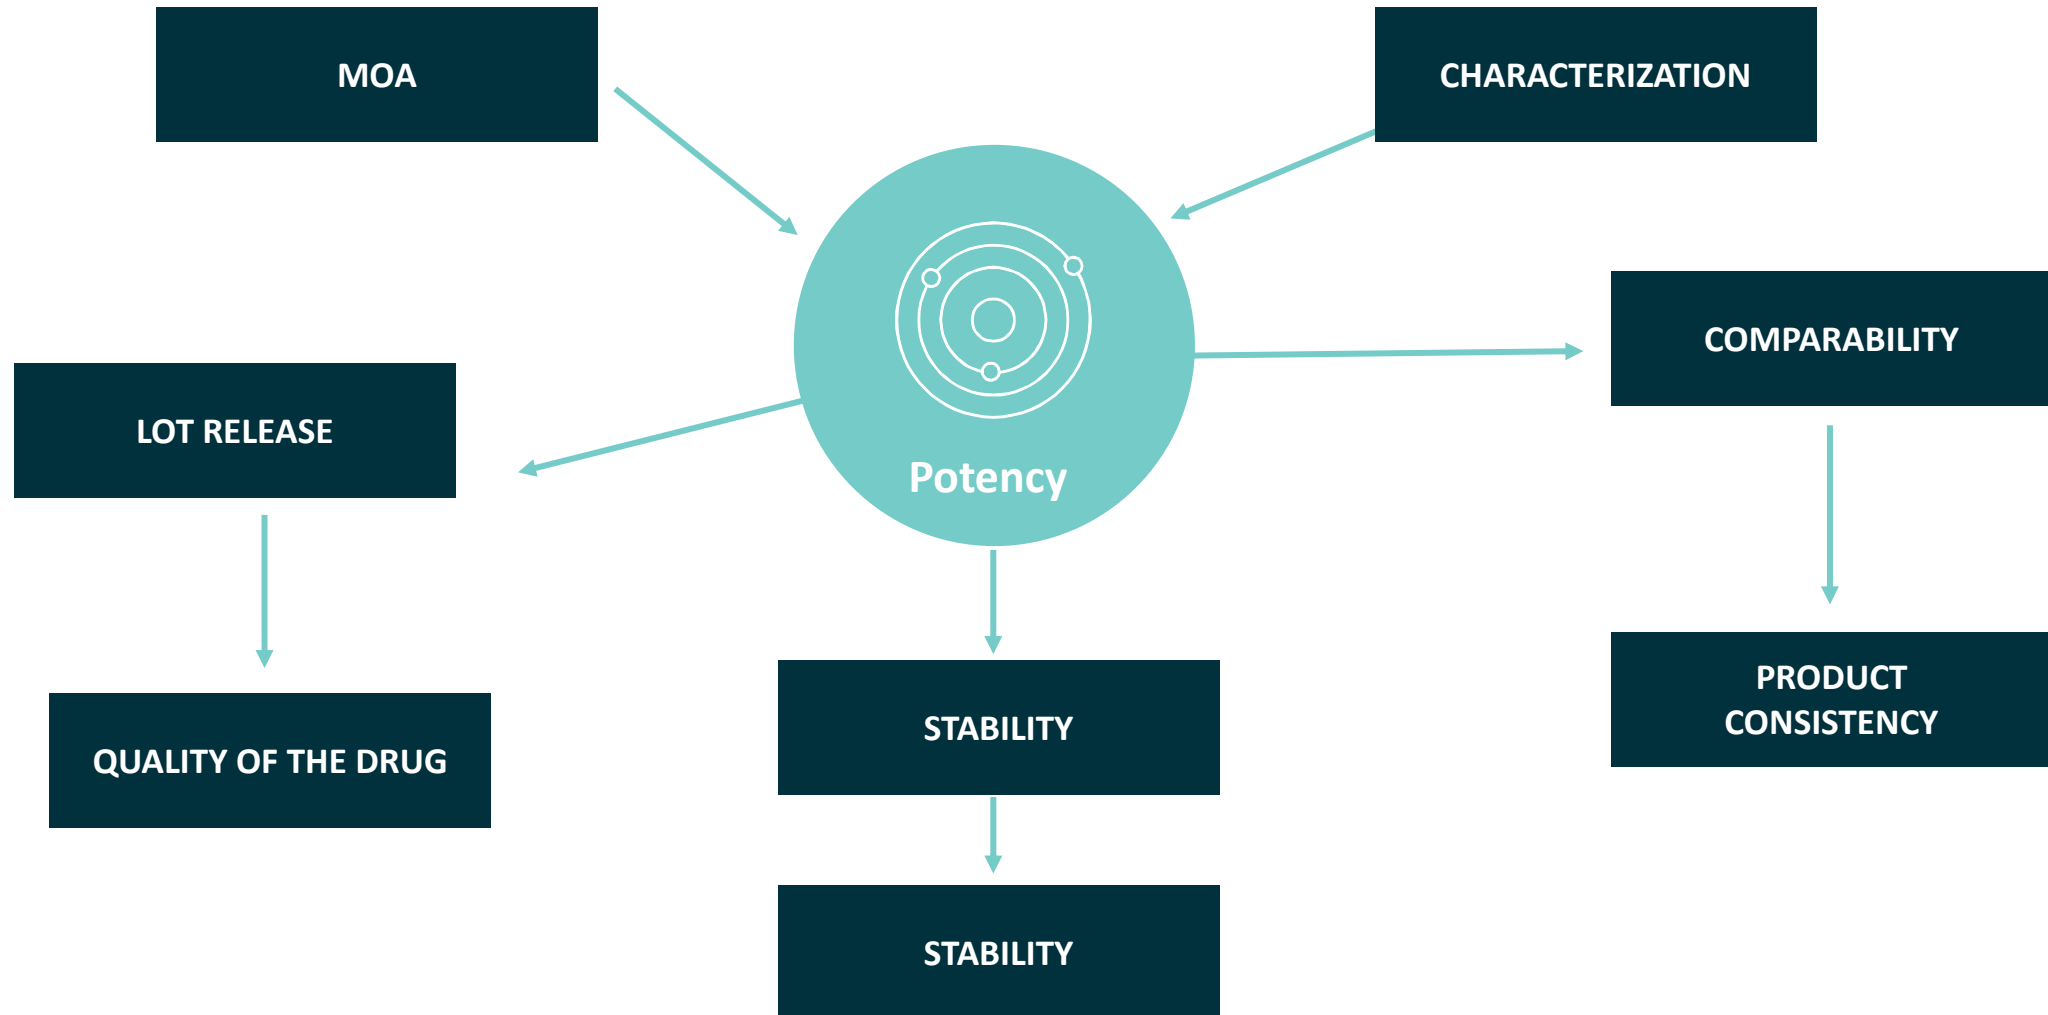 MOA
CHARACTERIZATION
Potency
COMPARABILITY
LOT RELEASE
PRODUCT
CONSISTENCY
QUALITY OF THE DRUG
STABILITY
STABILITY